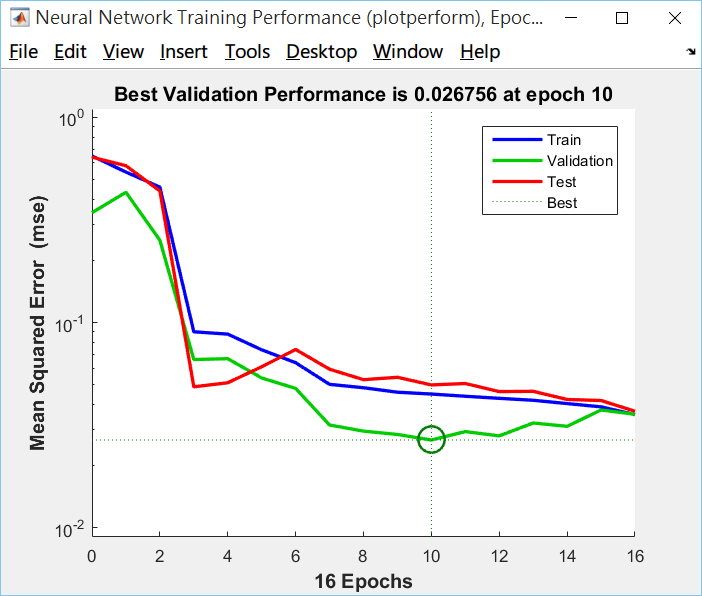 Neural Network Training Performance (plotperform), Epoc...
File Edit View Insert Tools Desktop Window Help
Best Validation Performance is 0.026756 at epoch 10
Mean Squared Error (mse)
10^0
10^-1
10^-2
Train
Validation
Test
Best
0 2 4 6 8 10 12 14 16
16 Epochs